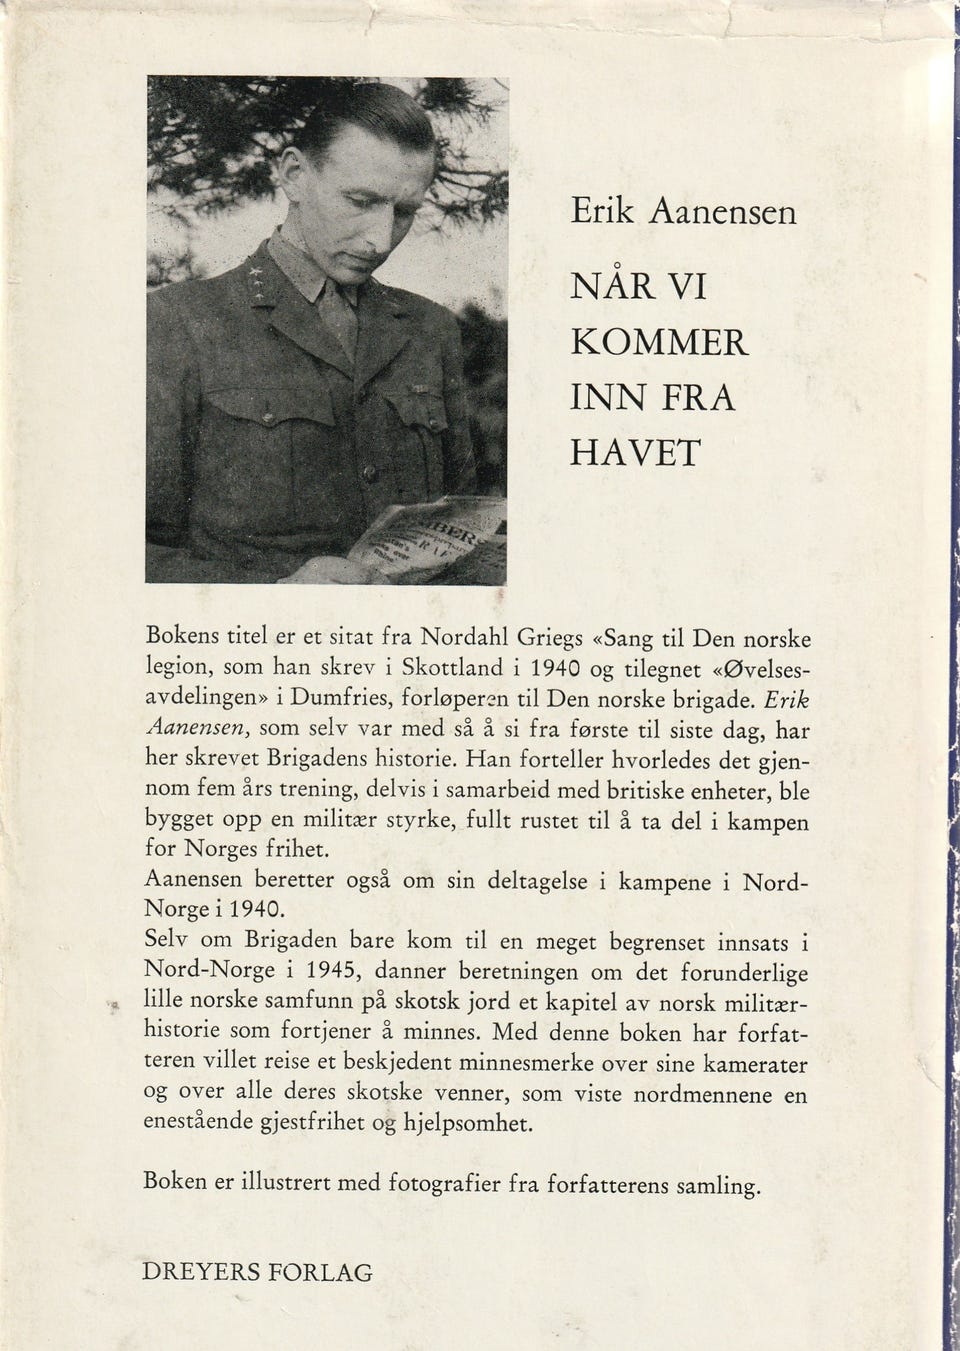 Erik Aanensen
NÅR VI
KOMMER
INN FRA
HAVET
BERS
RAF
Bokens titel er et sitat fra Nordahl Griegs «Sang til Den norske
legion, som han skrev i Skottland i 1940 og tilegnet «Øvelses-
avdelingen» i Dumfries, forløperen til Den norske brigade. Erik
Aanensen, som selv var med så å si fra første til siste dag, har
her skrevet Brigadens historie. Han forteller hvorledes det gjen-
nom fem års trening, delvis i samarbeid med britiske enheter, ble
bygget opp en militær styrke, fullt rustet til å ta del i kampen
for Norges frihet.
Aanensen beretter også om sin deltagelse i kampene i Nord-
Norge i 1940.
Selv om Brigaden bare kom til en meget begrenset innsats i
Nord-Norge i 1945, danner beretningen om det forunderlige
lille norske samfunn på skotsk jord et kapitel av norsk militær-
historie som fortjener å minnes. Med denne boken har forfat-
teren villet reise et beskjedent minnesmerke over sine kamerater
og over alle deres skotske venner, som viste nordmennene en
enestående gjestfrihet og hjelpsomhet.
Boken er illustrert med fotografier fra forfatterens samling.
DREYERS FORLAG